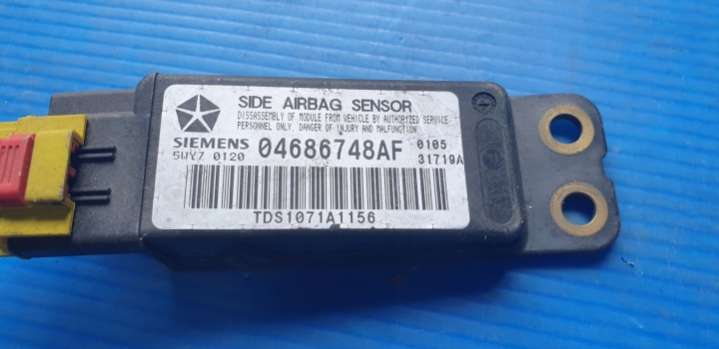 SIDE AIRBAG SENSOR
DISSASSEMBLY OF MODULE FROM VEHICLE BY AUTHORIZED SERVICE
PERSONNEL ONLY. DANGER OF INJURY AND MALFUNCTION
SIEMENS 04686748AF 0105
5WY7 0120 31719A
TDS1071A1156